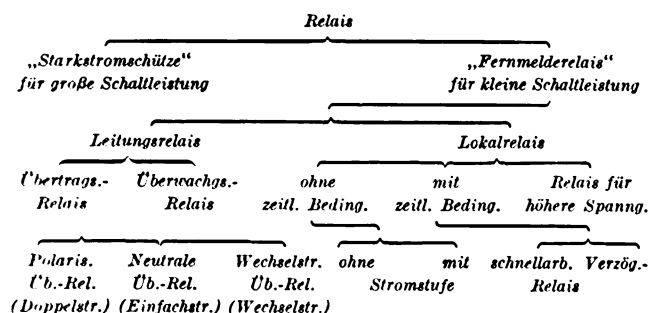 Relais
„Starkstromschütze“ „Fernmelderelais“
für große Schaltleistung für kleine Schaltleistung
Leitungsrelais Lokalrelais
Übertrags.- Überwachgs.- ohne mit Relais für
Relais Relais zeitl. Beding. zeitl. Beding. höhere Spanng.
Polaris. Neutrale Wechselstr. ohne mit schnellarb. Verzög.-
Üb.-Rel. Üb.-Rel. Üb.-Rel. Stromstufe Relais
(Doppelstr.) (Einfachstr.) (Wechselstr.)